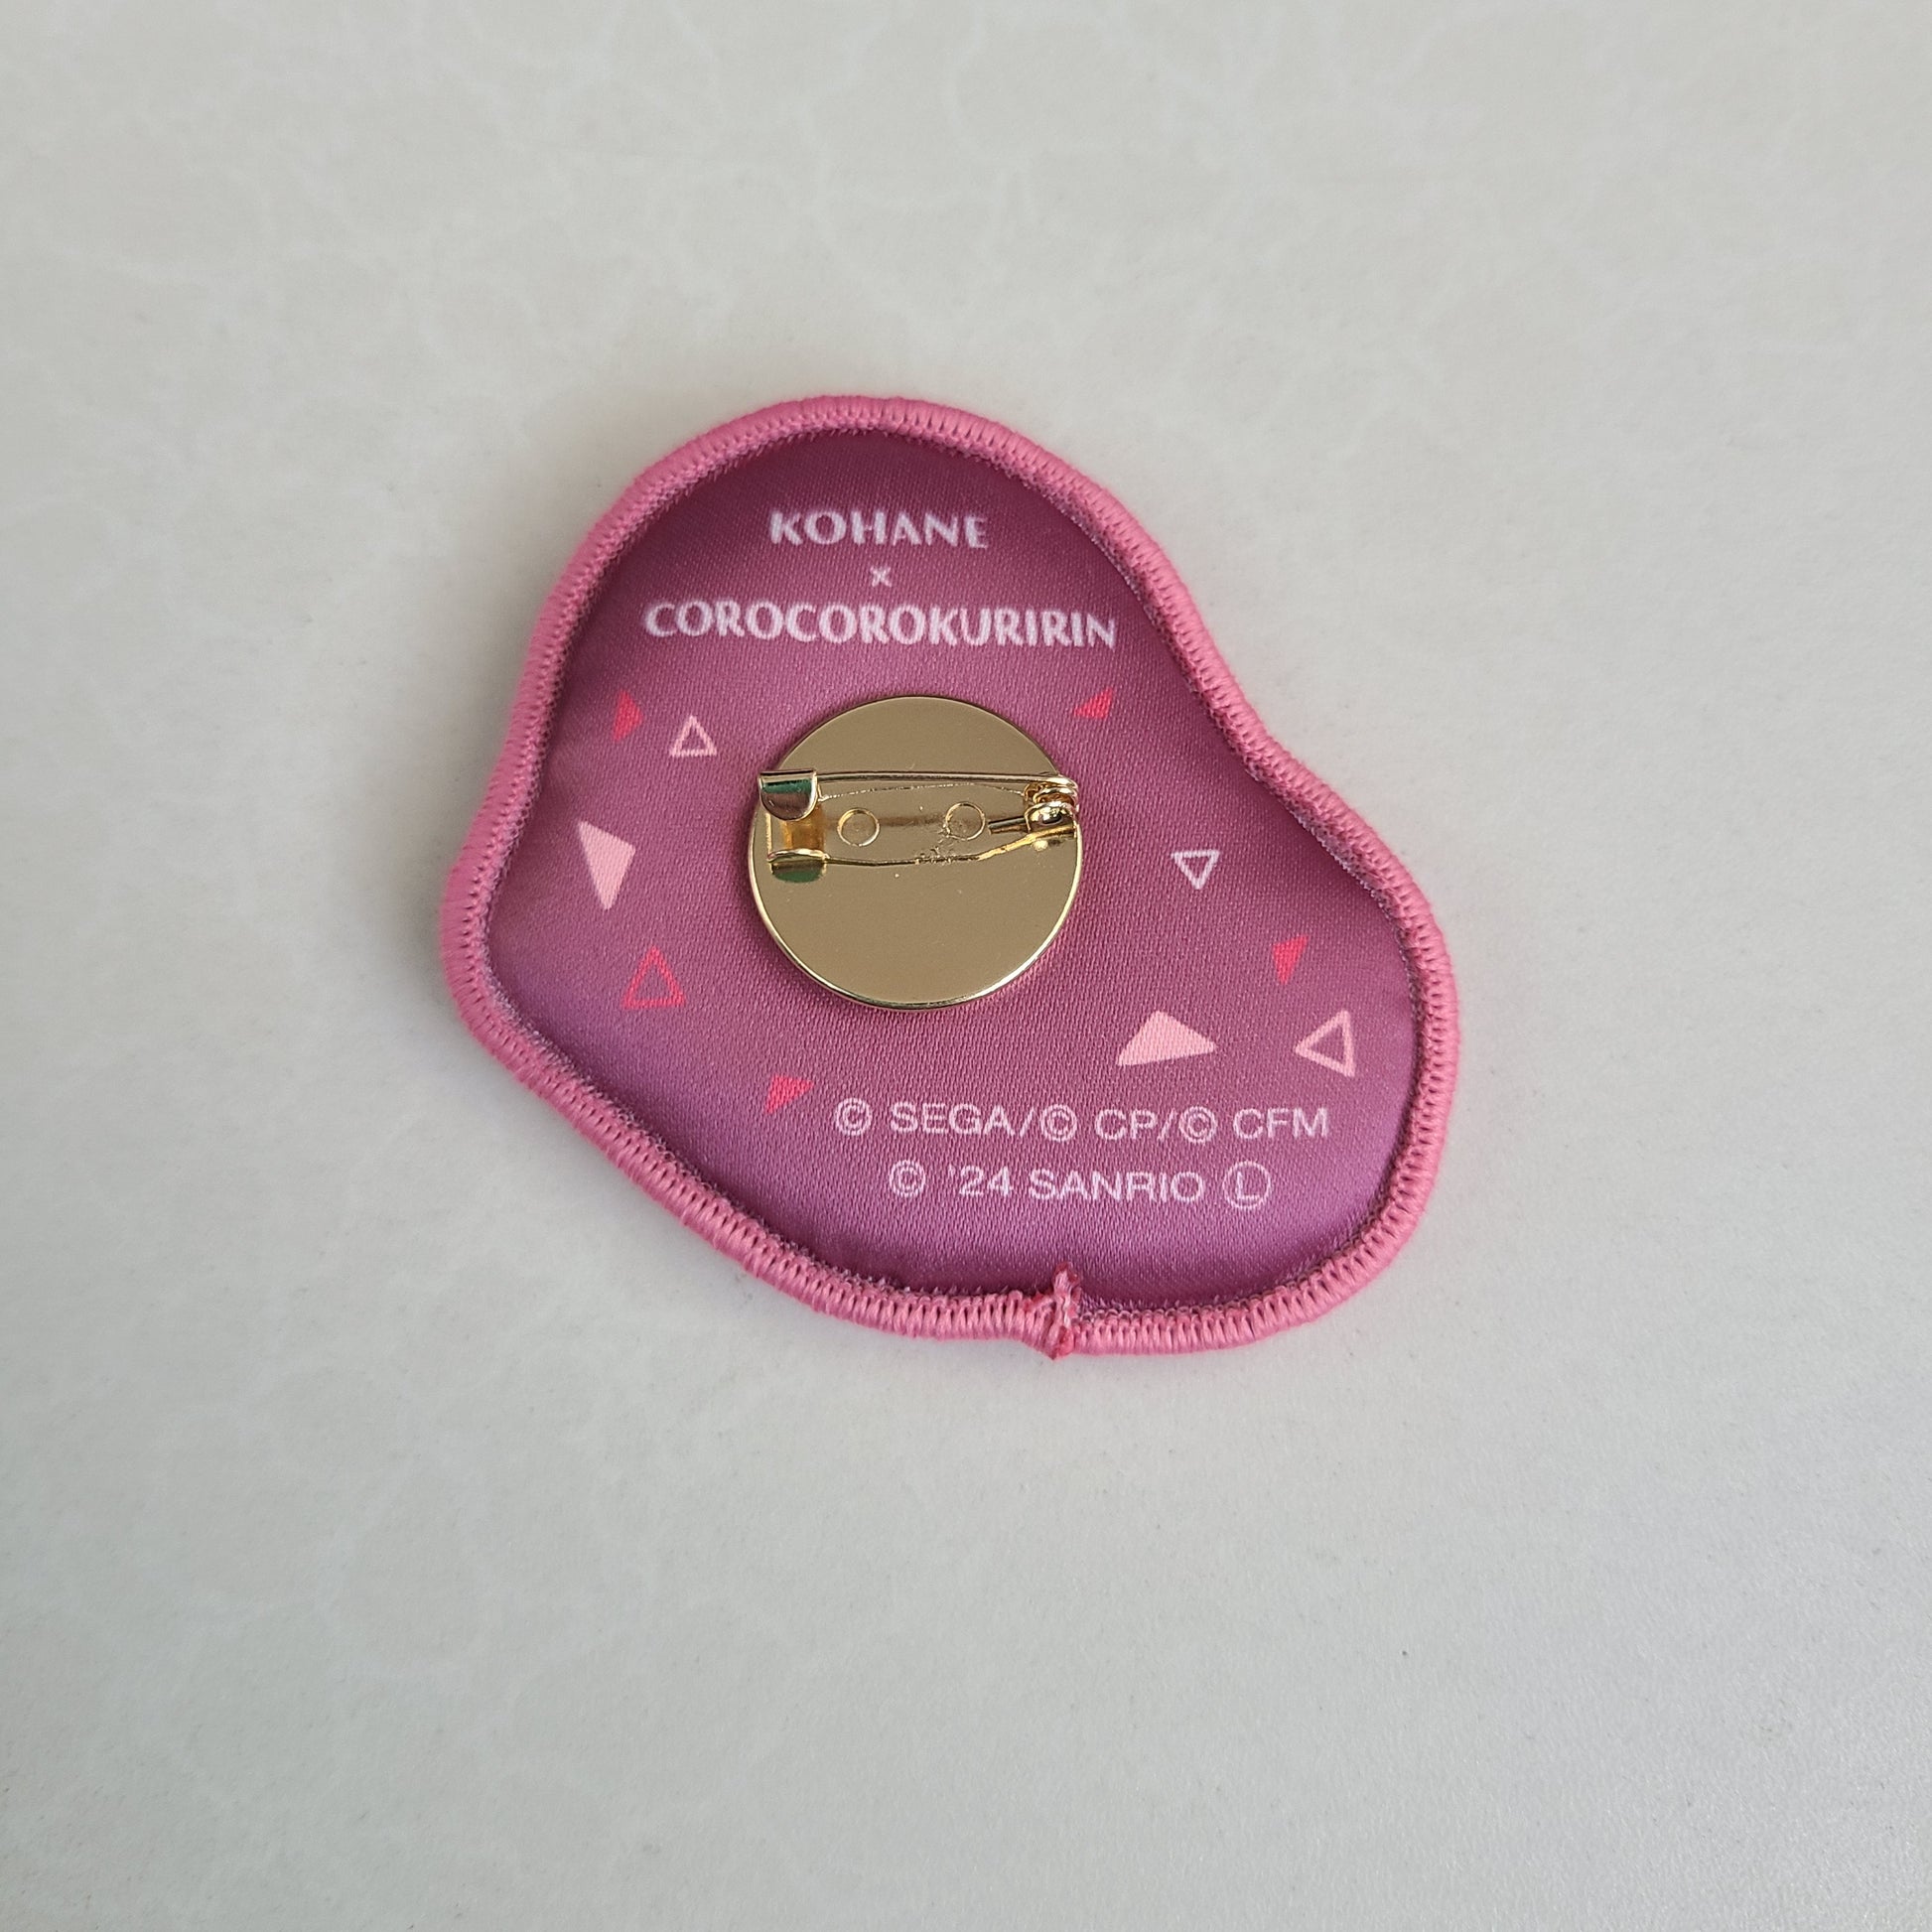 KOHANE
x
COROCOROKURIRIN
© SEGA/© CP/© CFM
© '24 SANRIO Ⓛ